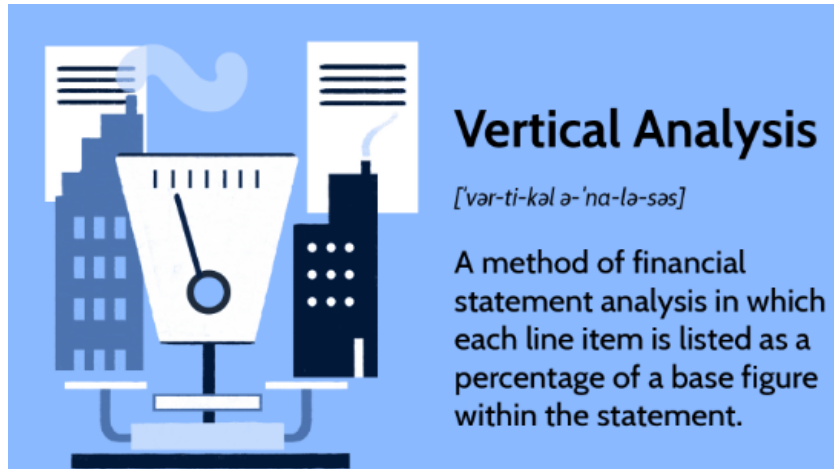 Vertical Analysis
['vər-ti-kəl ə-'na-lə-səs]
A method of financial
statement analysis in which
each line item is listed as a
percentage of a base figure
within the statement.